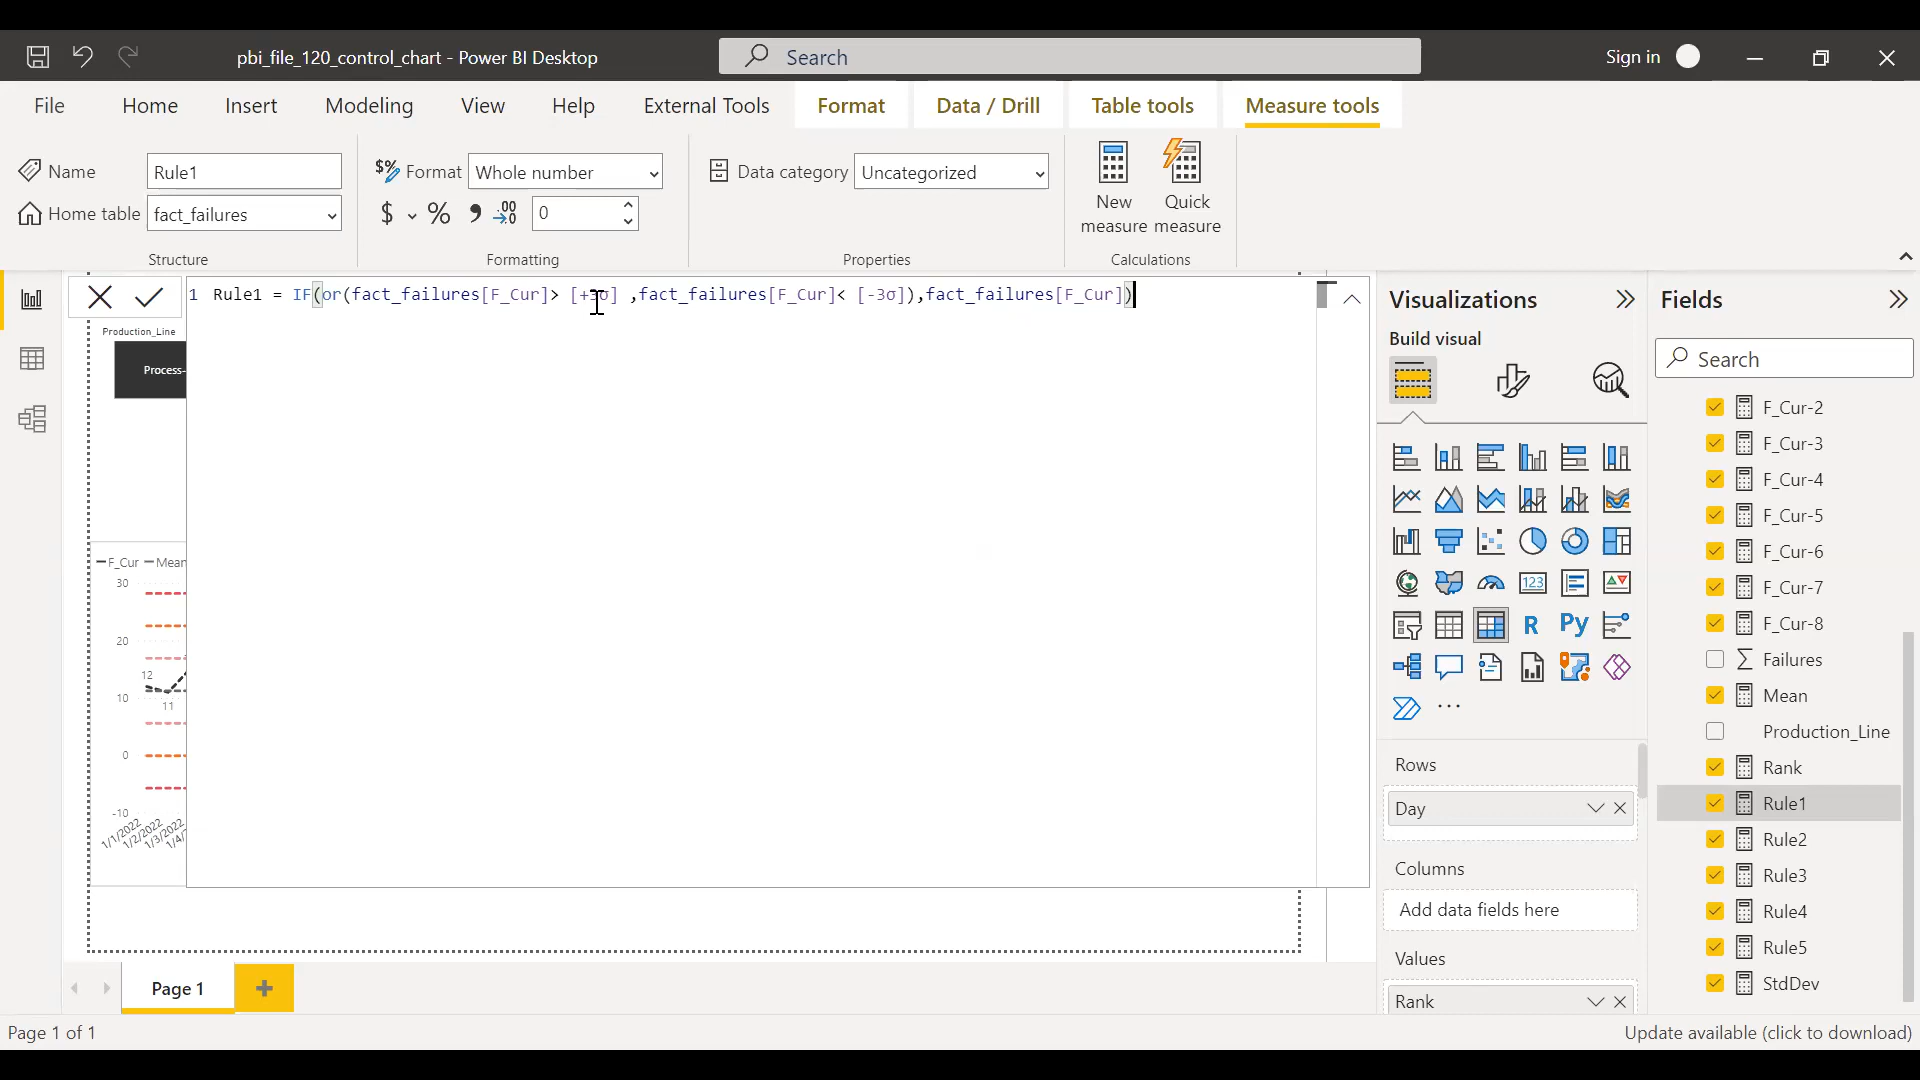 pbi_file_120_control_chart - Power BI Desktop
Search
Sign in
File Home Insert Modeling View Help External Tools Format Data / Drill Table tools Measure tools
Name Rule1
Home table fact_failures
Structure
Format Whole number
$ % , .00 0
Formatting
Data category Uncategorized
Properties
New measure
Quick measure
Calculations
1 Rule1 = IF(or(fact_failures[F_Cur]> [+3σ] ,fact_failures[F_Cur]< [-3σ]),fact_failures[F_Cur])
Production_Line
Process-
F_Cur Mean
30
20
12
10
11
0
-10
1/1/2022
1/2/2022
1/3/2022
1/4/
Visualizations
Build visual
123
R
Py
Rows
Day
Columns
Add data fields here
Values
Rank
Fields
Search
F_Cur-2
F_Cur-3
F_Cur-4
F_Cur-5
F_Cur-6
F_Cur-7
F_Cur-8
Σ Failures
Mean
Production_Line
Rank
Rule1
Rule2
Rule3
Rule4
Rule5
StdDev
Page 1
Page 1 of 1
Update available (click to download)